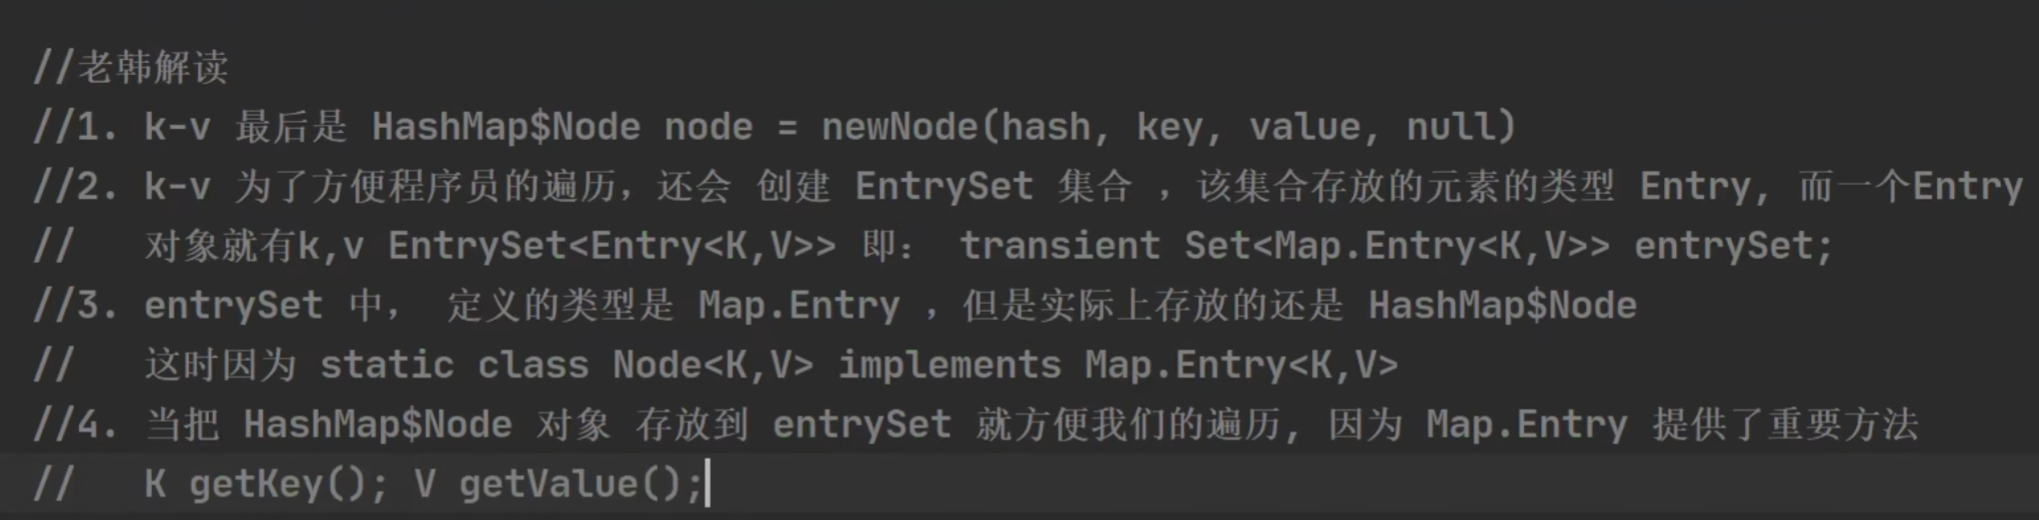 //老韩解读
//1. k-v 最后是 HashMap$Node node = newNode(hash, key, value, null)
//2. k-v 为了方便程序员的遍历，还会 创建 EntrySet 集合 ，该集合存放的元素的类型 Entry, 而一个Entry
//   对象就有k,v EntrySet<Entry<K,V>> 即： transient Set<Map.Entry<K,V>> entrySet;
//3. entrySet 中， 定义的类型是 Map.Entry ，但是实际上存放的还是 HashMap$Node
//   这时因为 static class Node<K,V> implements Map.Entry<K,V>
//4. 当把 HashMap$Node 对象 存放到 entrySet 就方便我们的遍历, 因为 Map.Entry 提供了重要方法
//   K getKey(); V getValue();